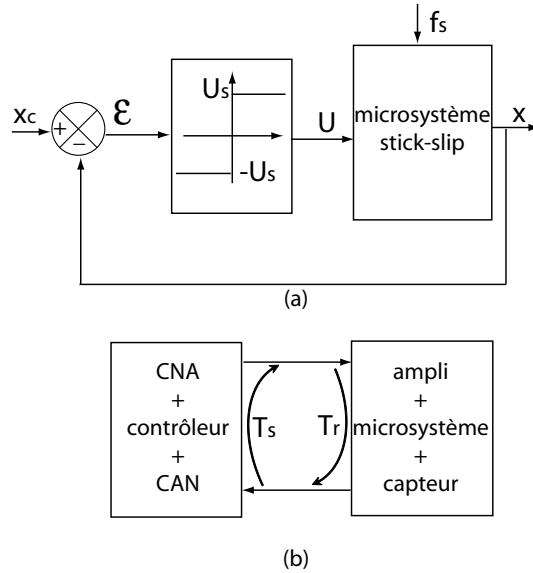 fs
xc
+
−
ε
Us
-Us
U
microsystème
stick-slip
x
(a)
CNA
+
contrôleur
+
CAN
Ts
Tr
ampli
+
microsystème
+
capteur
(b)